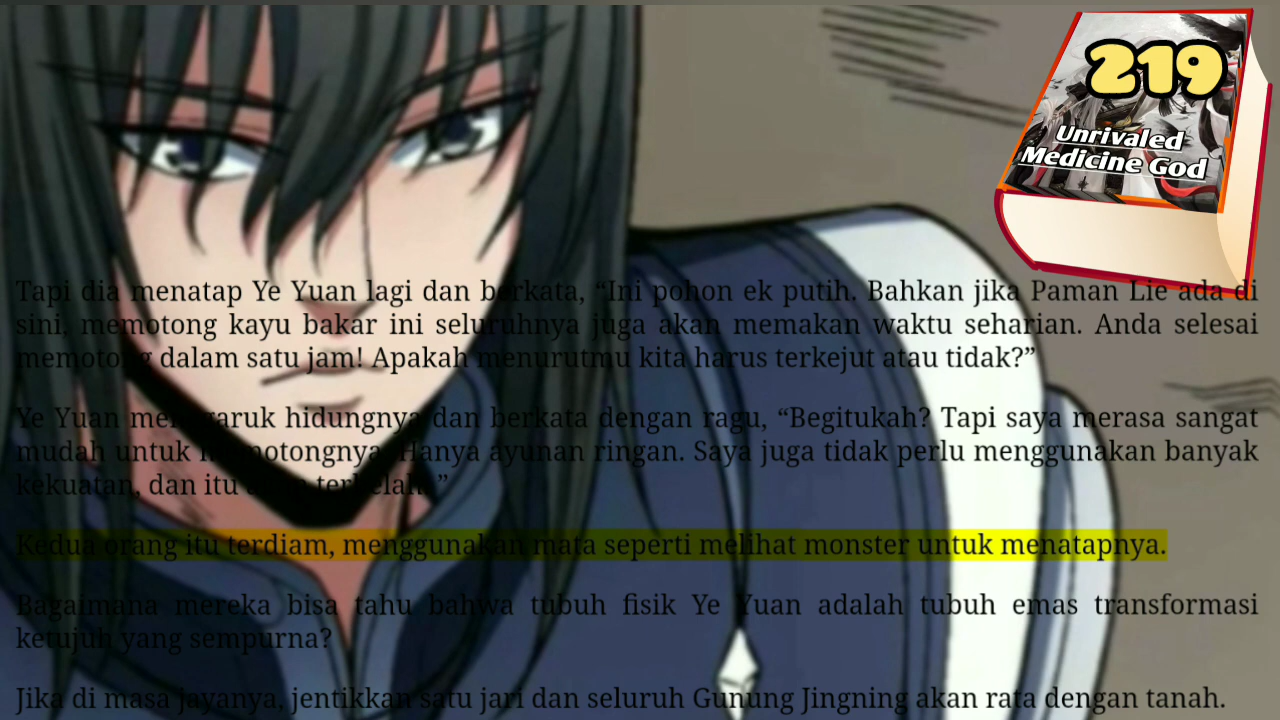 219
Unrivaled
Medicine God
Tapi dia menatap Ye Yuan lagi dan berkata, “Ini pohon ek putih. Bahkan jika Paman Lie ada di
sini, memotong kayu bakar ini seluruhnya juga akan memakan waktu seharian. Anda selesai
memotong dalam satu jam! Apakah menurutmu kita harus terkejut atau tidak?”
Ye Yuan menggaruk hidungnya dan berkata dengan ragu, “Begitukah? Tapi saya merasa sangat
mudah untuk memotongnya. Hanya ayunan ringan. Saya juga tidak perlu menggunakan banyak
kekuatan, dan itu akan terbelah.”
Kedua orang itu terdiam, menggunakan mata seperti melihat monster untuk menatapnya.
Bagaimana mereka bisa tahu bahwa tubuh fisik Ye Yuan adalah tubuh emas transformasi
ketujuh yang sempurna?
Jika di masa jayanya, jentikkan satu jari dan seluruh Gunung Jingning akan rata dengan tanah.